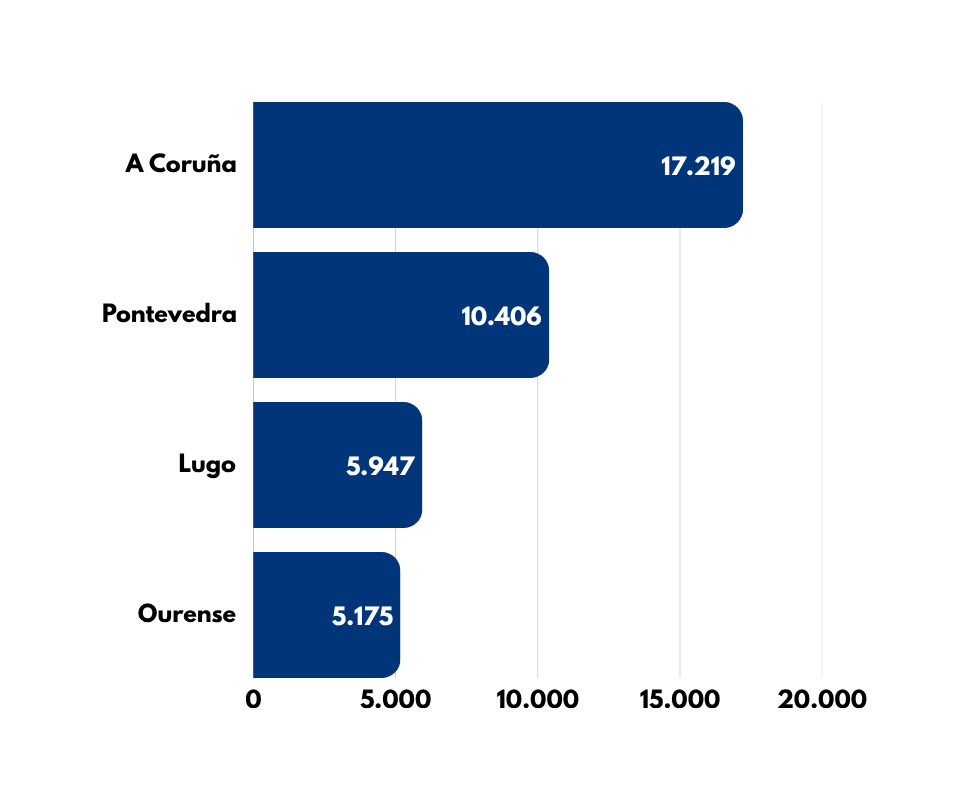 A Coruña
17.219
Pontevedra
10.406
Lugo
5.947
Ourense
5.175
0 5.000 10.000 15.000 20.000